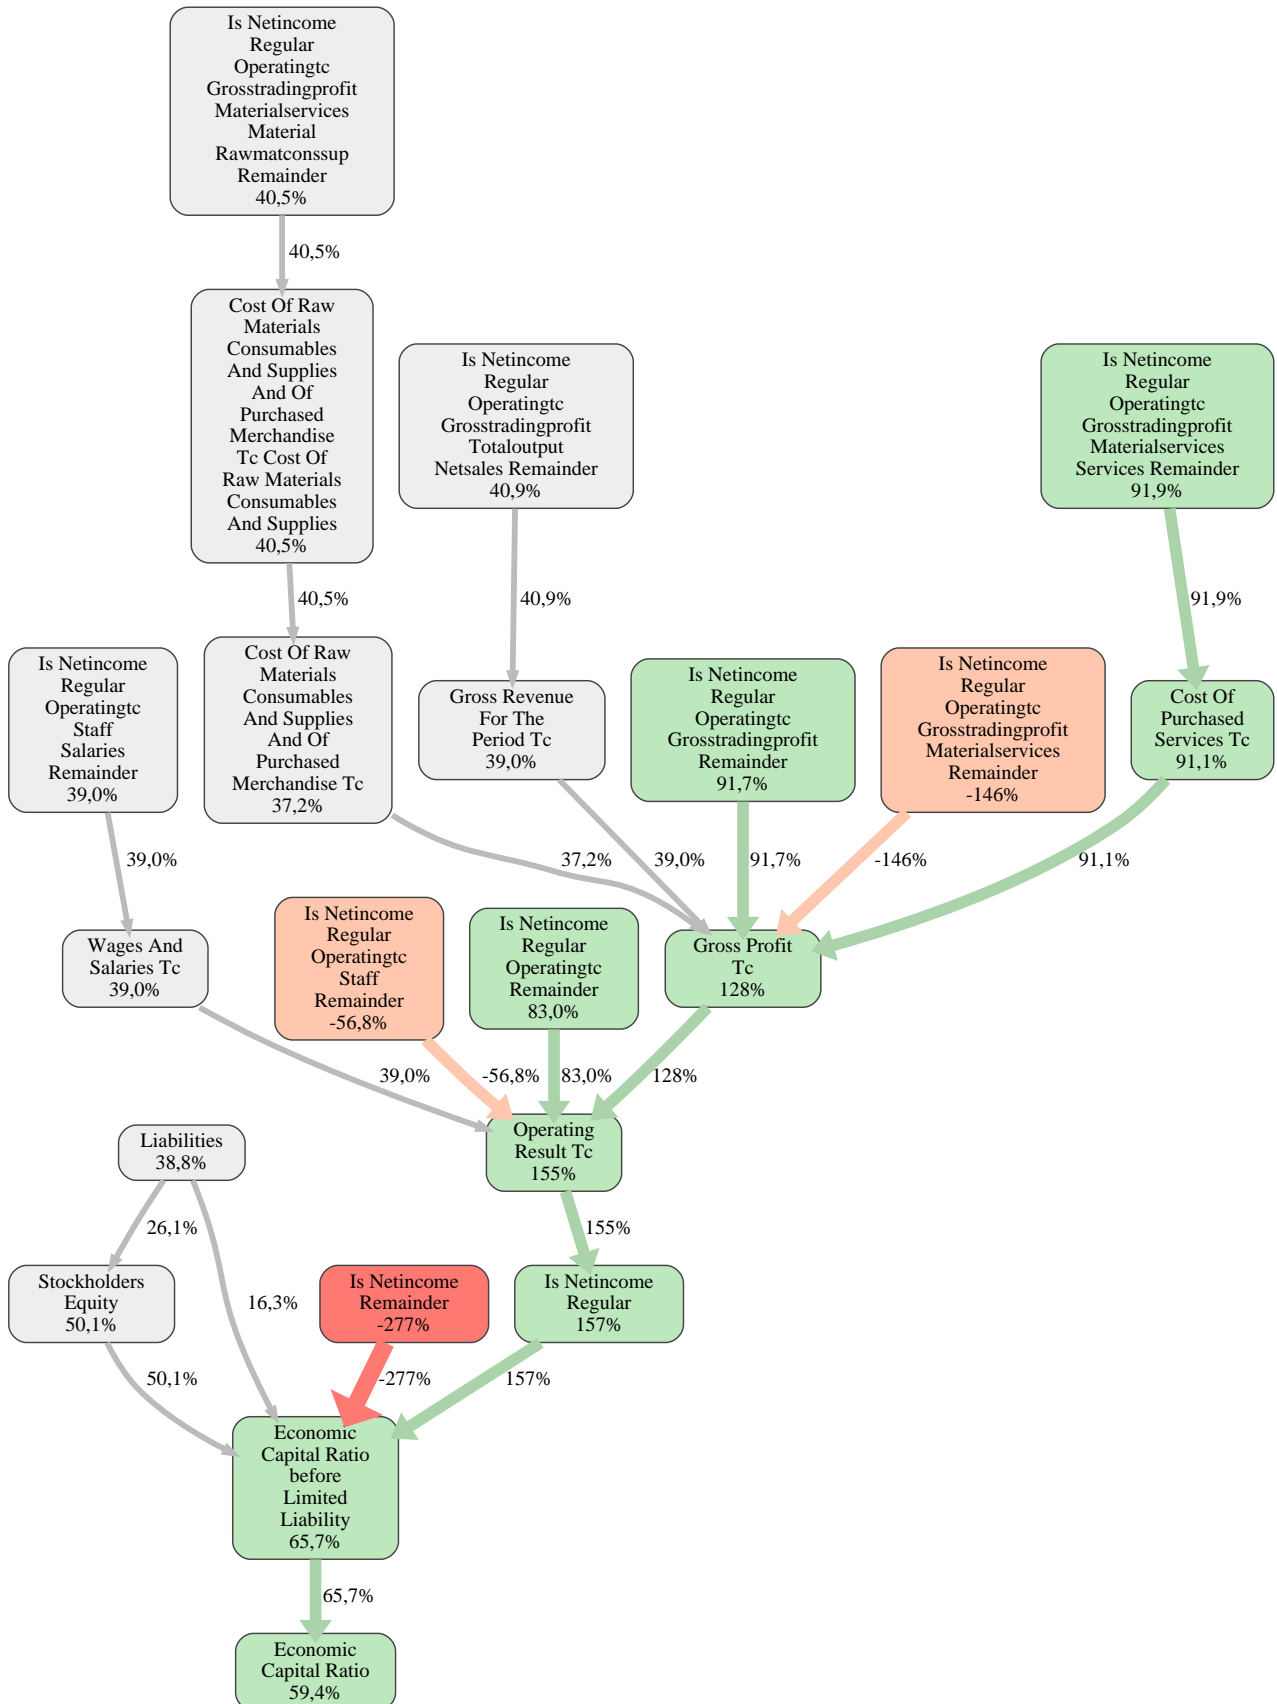 Is Netincome
Regular
Operatingtc
Grosstradingprofit
Materialservices
Material
Rawmatconssup
Remainder
40,5%
40,5%
Cost Of Raw
Materials
Consumables
And Supplies
And Of
Purchased
Merchandise
Tc Cost Of
Raw Materials
Consumables
And Supplies
40,5%
Is Netincome
Regular
Operatingtc
Grosstradingprofit
Totaloutput
Netsales Remainder
40,9%
Is Netincome
Regular
Operatingtc
Grosstradingprofit
Materialservices
Services Remainder
91,9%
40,5%
40,9%
91,9%
Is Netincome
Regular
Operatingtc
Staff
Salaries
Remainder
39,0%
Cost Of Raw
Materials
Consumables
And Supplies
And Of
Purchased
Merchandise Tc
37,2%
Gross Revenue
For The
Period Tc
39,0%
Is Netincome
Regular
Operatingtc
Grosstradingprofit
Remainder
91,7%
Is Netincome
Regular
Operatingtc
Grosstradingprofit
Materialservices
Remainder
-146%
Cost Of
Purchased
Services Tc
91,1%
39,0%
37,2%
39,0%
91,7%
-146%
91,1%
Wages And
Salaries Tc
39,0%
Is Netincome
Regular
Operatingtc
Staff
Remainder
-56,8%
Is Netincome
Regular
Operatingtc
Remainder
83,0%
Gross Profit
Tc
128%
39,0%
-56,8%
83,0%
128%
Liabilities
38,8%
Operating
Result Tc
155%
26,1%
155%
Stockholders
Equity
50,1%
16,3%
Is Netincome
Remainder
-277%
Is Netincome
Regular
157%
50,1%
-277%
157%
Economic
Capital Ratio
before
Limited
Liability
65,7%
65,7%
Economic
Capital Ratio
59,4%